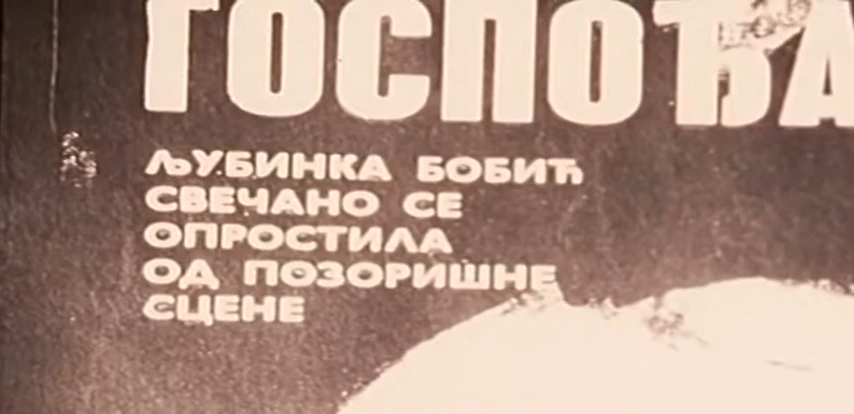 ГОСПОЂА
ЉУБИНКА БОБИЋ
СВЕЧАНО СЕ
ОПРОСТИЛА
ОД ПОЗОРИШНЕ
СЦЕНЕ